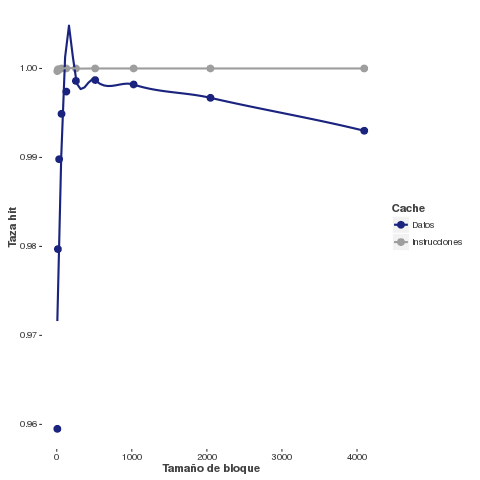 1.00
0.99
0.98
0.97
0.96
Taza hit
0
1000
2000
3000
4000
Tamaño de bloque
Cache
Datos
Instrucciones